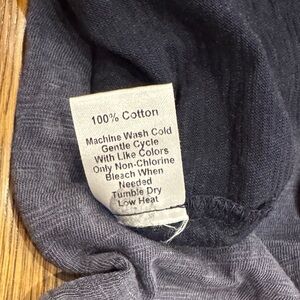 100% Cotton
Machine Wash Cold
Gentle Cycle
With Like Colors
Only Non-Chlorine
Bleach When
Needed
Tumble Dry
Low Heat